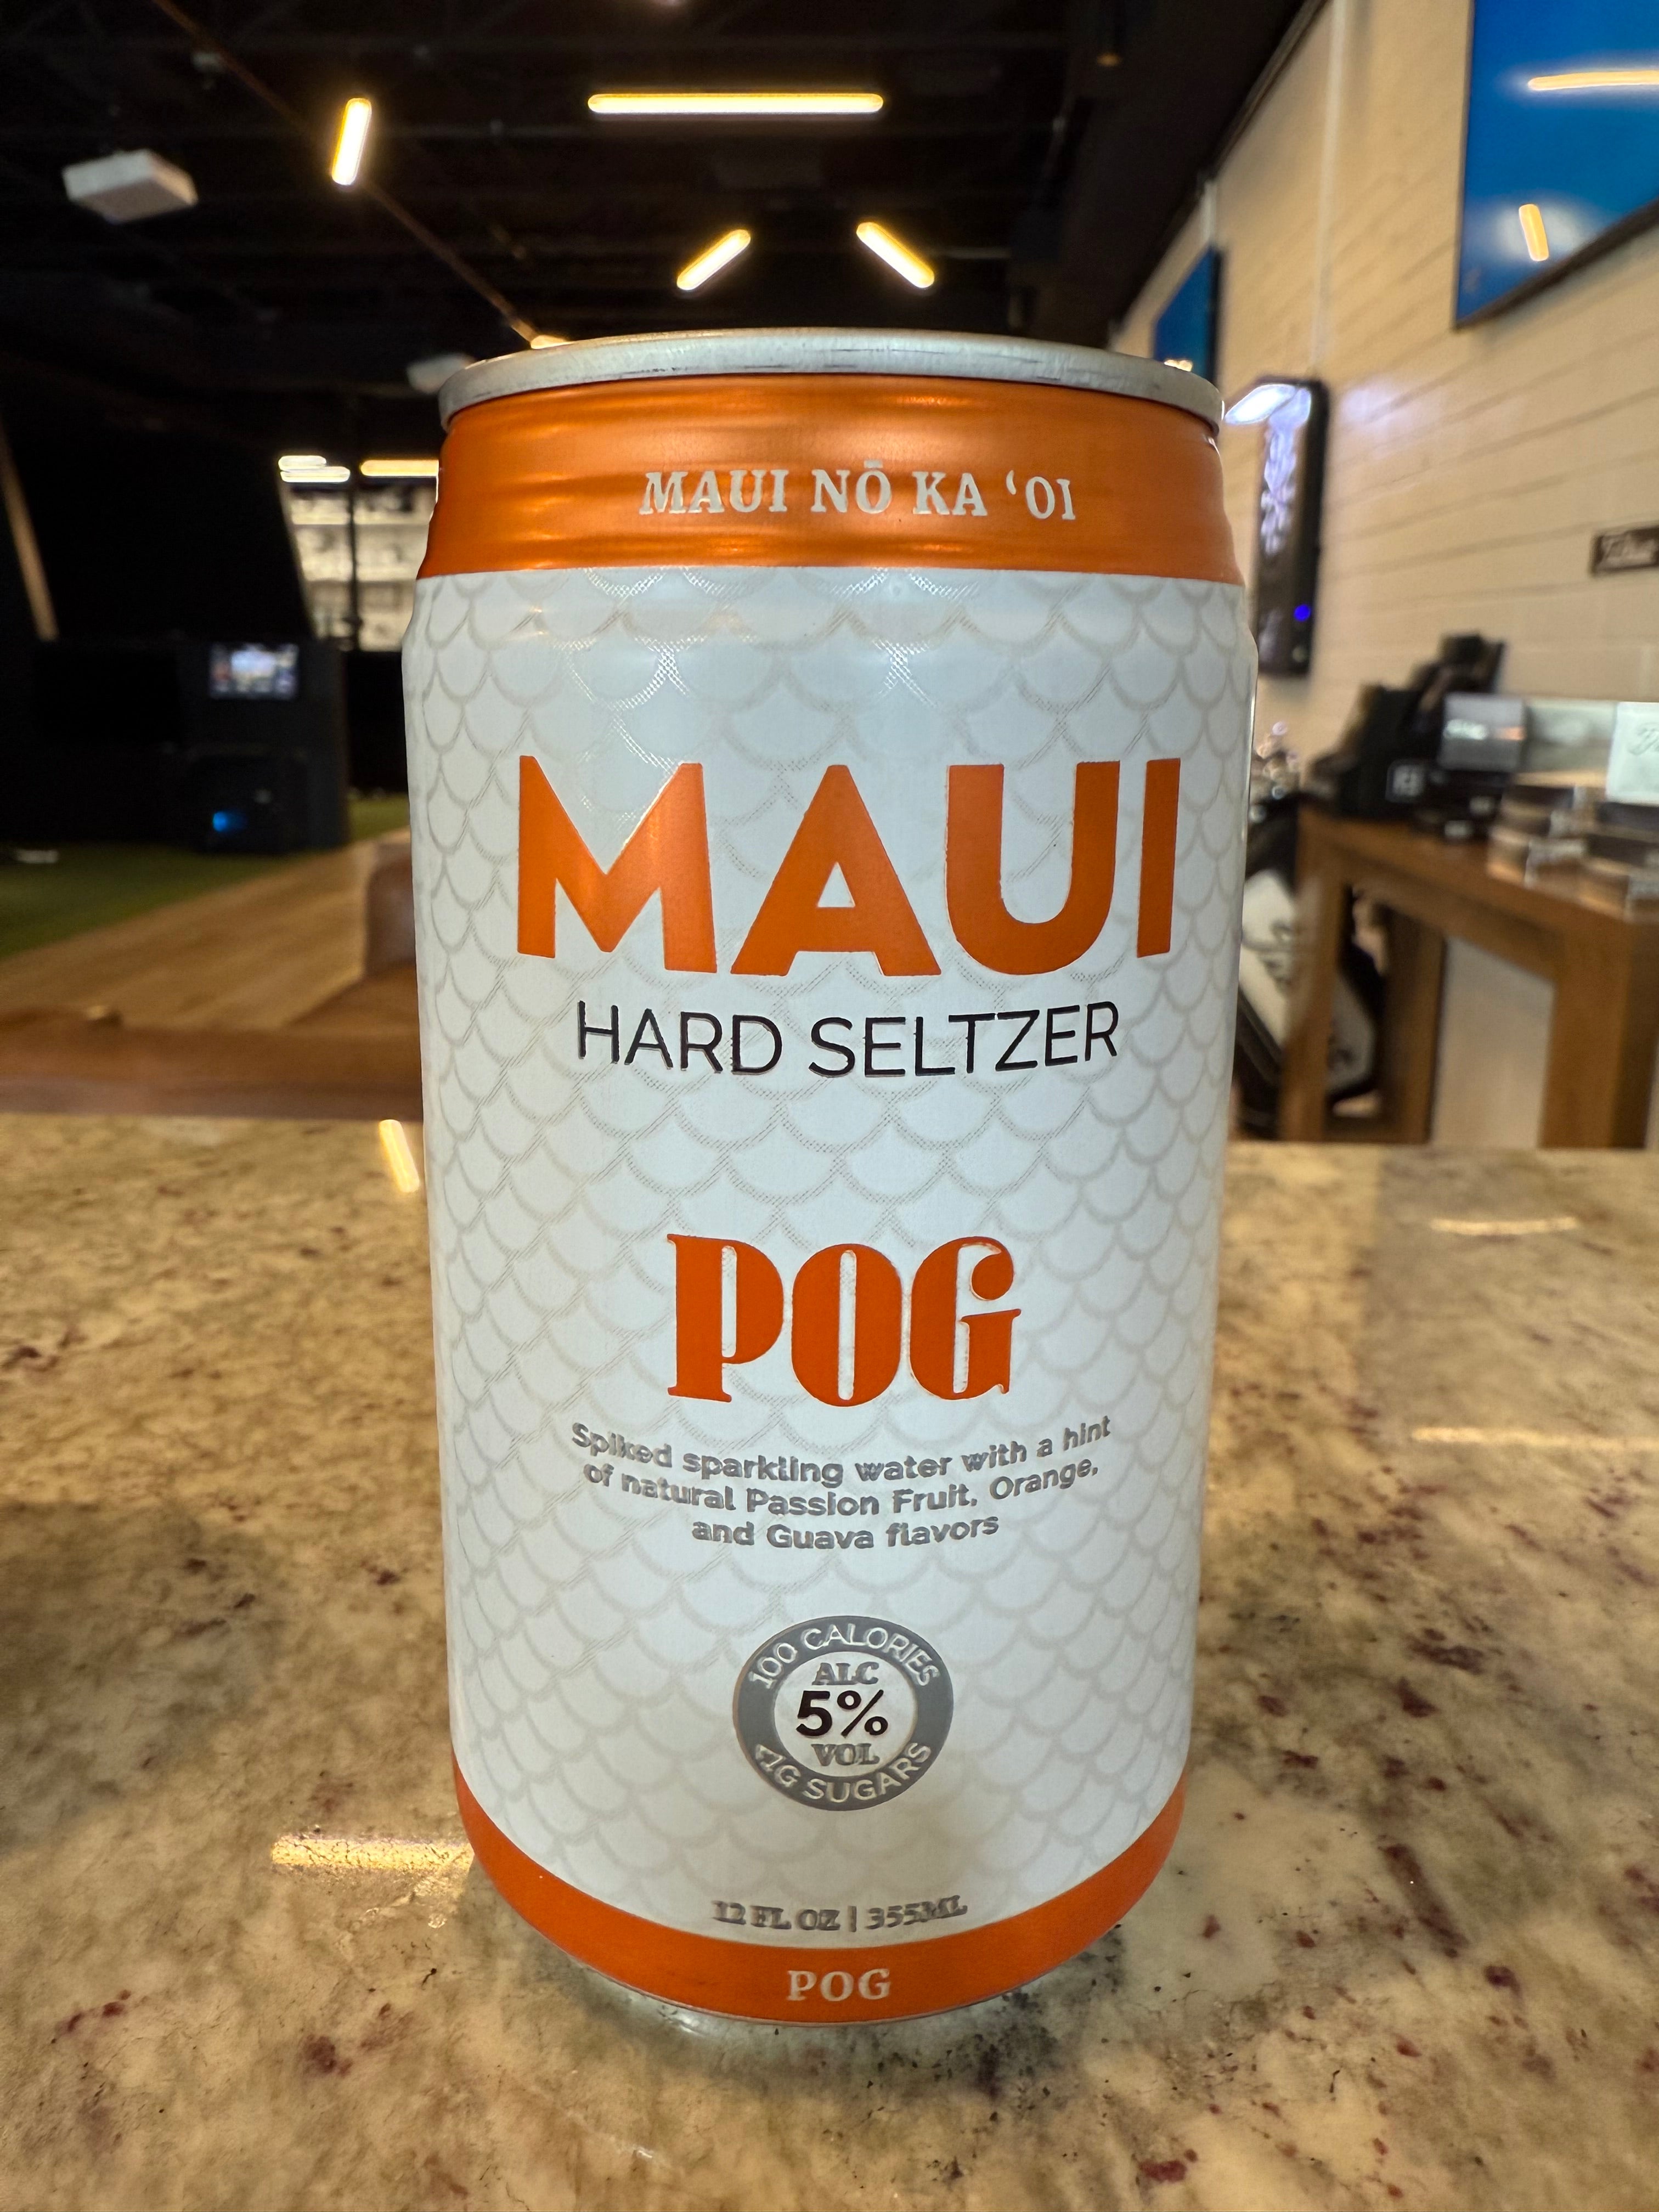 MAUI NŌ KA ‘OI
MAUI
HARD SELTZER
POG
Spiked sparkling water with a hint
of natural Passion Fruit, Orange,
and Guava flavors
100 CALORIES
ALC
5%
VOL
<1G SUGARS
12 FL OZ | 355ML
POG